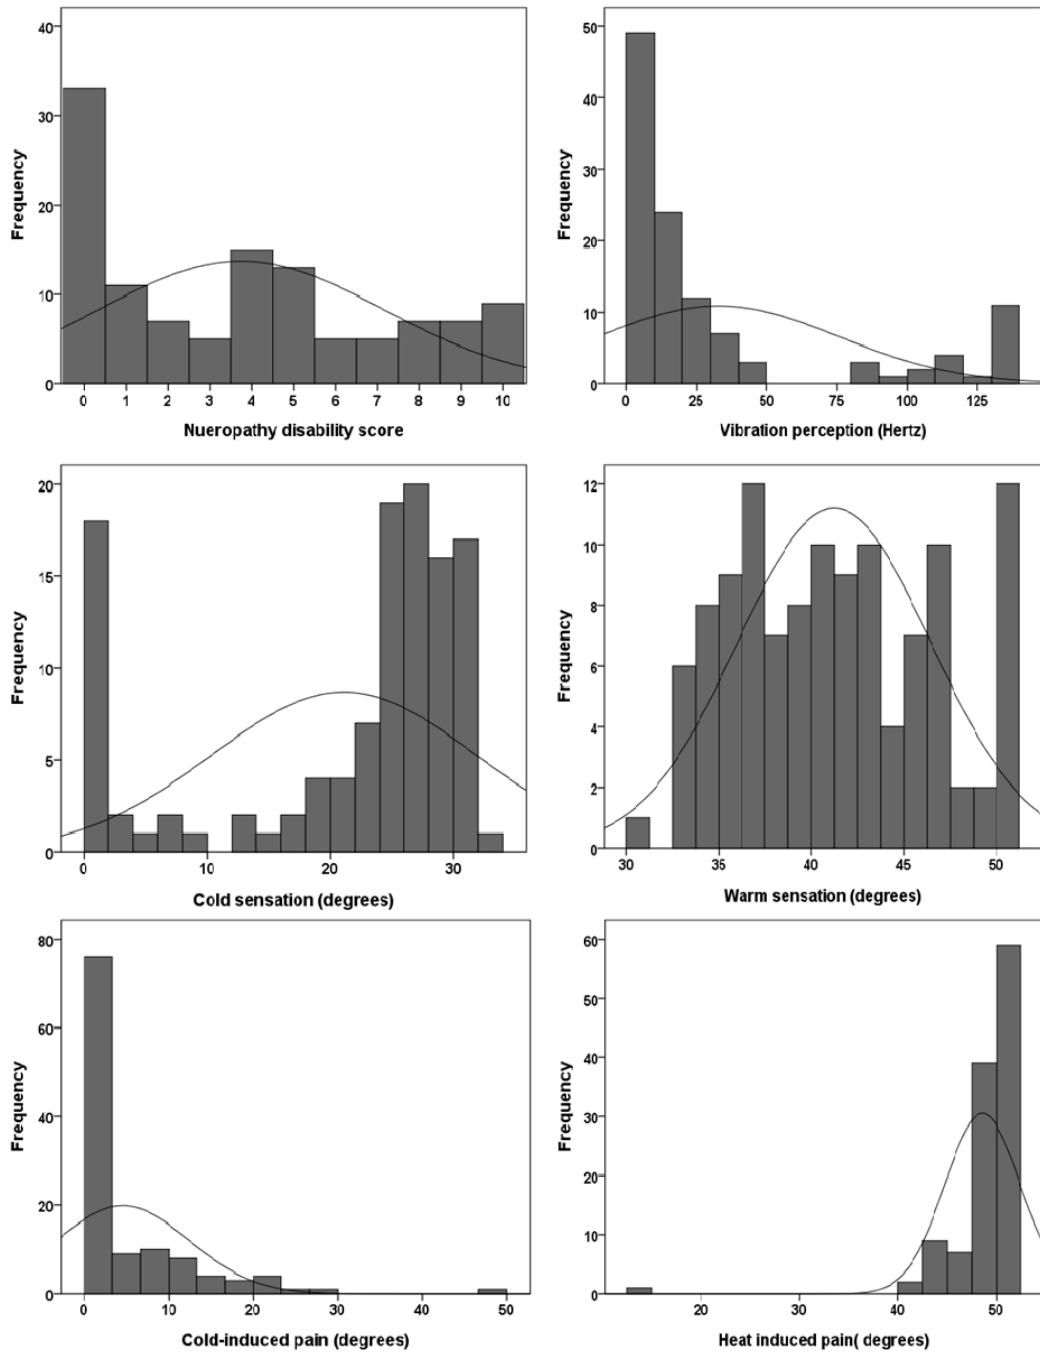 40
30
20
10
0
Frequency
0 1 2 3 4 5 6 7 8 9 10
Nueropathy disability score
50
40
30
20
10
0
Frequency
0 25 50 75 100 125
Vibration perception (Hertz)
20
15
10
5
0
Frequency
0 10 20 30
Cold sensation (degrees)
12
10
8
6
4
2
0
Frequency
30 35 40 45 50
Warm sensation (degrees)
80
60
40
20
0
Frequency
0 10 20 30 40 50
Cold-induced pain (degrees)
60
50
40
30
20
10
0
Frequency
20 30 40 50
Heat induced pain( degrees)